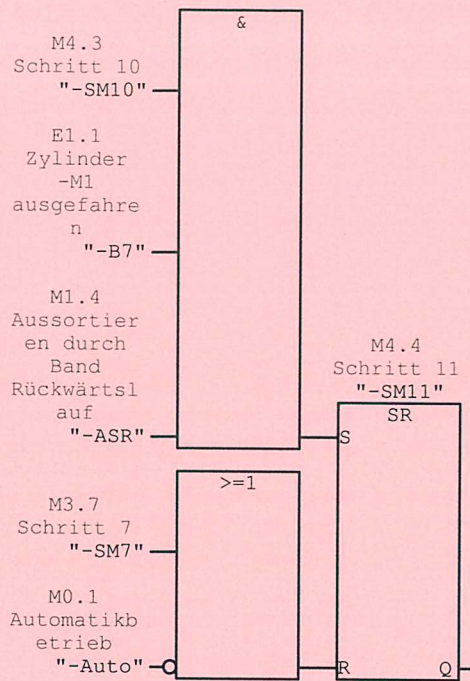 &
M4.3
Schritt 10
"-SM10"
E1.1
Zylinder
-M1
ausgefahre
n
"-B7"
M1.4
Aussortier
en durch
Band
Rückwärtsl
auf
"-ASR"
M4.4
Schritt 11
"-SM11"
SR
S
>=1
M3.7
Schritt 7
"-SM7"
M0.1
Automatikb
etrieb
"-Auto"
R
Q